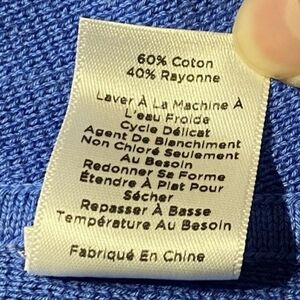 60% Coton
40% Rayonne
Laver À La Machine À
L'eau Froide
Cycle Délicat
Agent De Blanchiment
Non Chloré Seulement
Au Besoin
Redonner Sa Forme
Étendre À Plat Pour
Sécher
Repasser À Basse
Température Au Besoin
Fabriqué En Chine